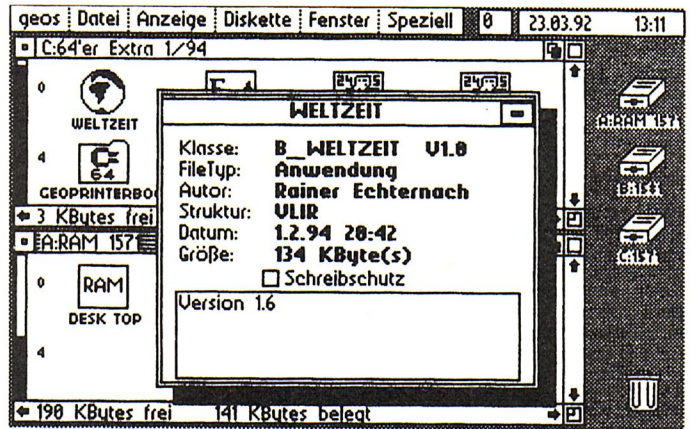 geos Datei Anzeige Diskette Fenster Speziell 0 23.03.92 13:11
C:64'er Extra 1/94
0
WELTZEIT
4
C=
64
GEOPRINTERBO
3 KBytes frei
A:RAM 157
0
RAM
DESK TOP
4
190 KBytes frei 141 KBytes belegt
WELTZEIT
Klasse: B_WELTZEIT V1.0
FileTyp: Anwendung
Autor: Rainer Echternach
Struktur: VLIR
Datum: 1.2.94 20:42
Größe: 134 KByte(s)
Schreibschutz
Version 1.6
A:RAM 157